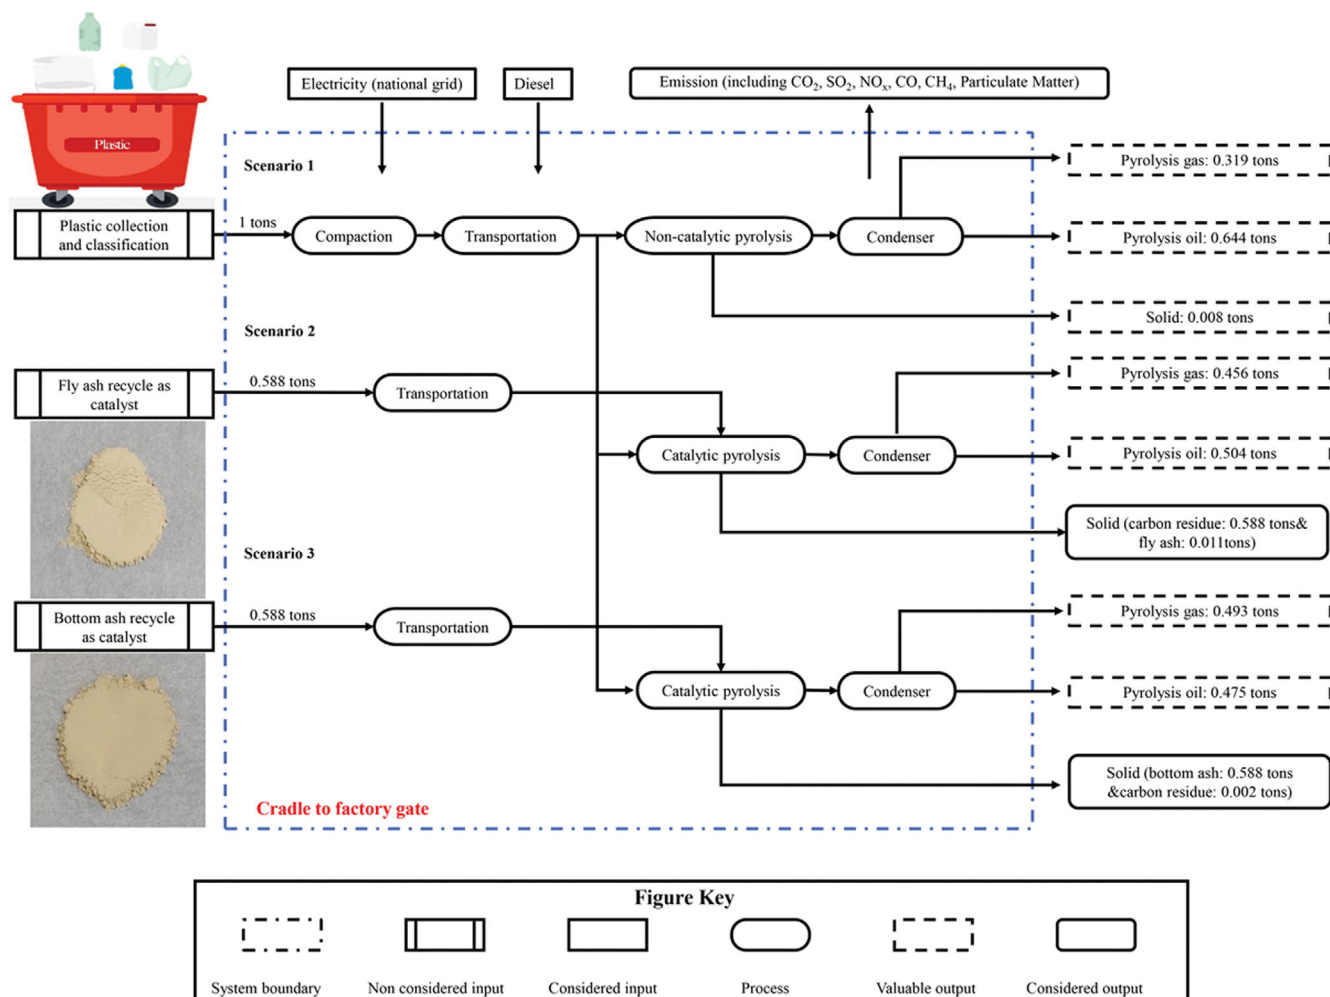 Plastic
Electricity (national grid)
Diesel
Emission (including CO₂, SO₂, NOₓ, CO, CH₄, Particulate Matter)
Scenario 1
Plastic collection
and classification
1 tons
Compaction
Transportation
Non-catalytic pyrolysis
Condenser
Pyrolysis gas: 0.319 tons
Pyrolysis oil: 0.644 tons
Solid: 0.008 tons
Scenario 2
Fly ash recycle as
catalyst
0.588 tons
Transportation
Catalytic pyrolysis
Condenser
Pyrolysis gas: 0.456 tons
Pyrolysis oil: 0.504 tons
Solid (carbon residue: 0.588 tons&
fly ash: 0.011tons)
Scenario 3
Bottom ash recycle
as catalyst
0.588 tons
Transportation
Catalytic pyrolysis
Condenser
Pyrolysis gas: 0.493 tons
Pyrolysis oil: 0.475 tons
Solid (bottom ash: 0.588 tons
&carbon residue: 0.002 tons)
Cradle to factory gate
Figure Key
System boundary
Non considered input
Considered input
Process
Valuable output
Considered output